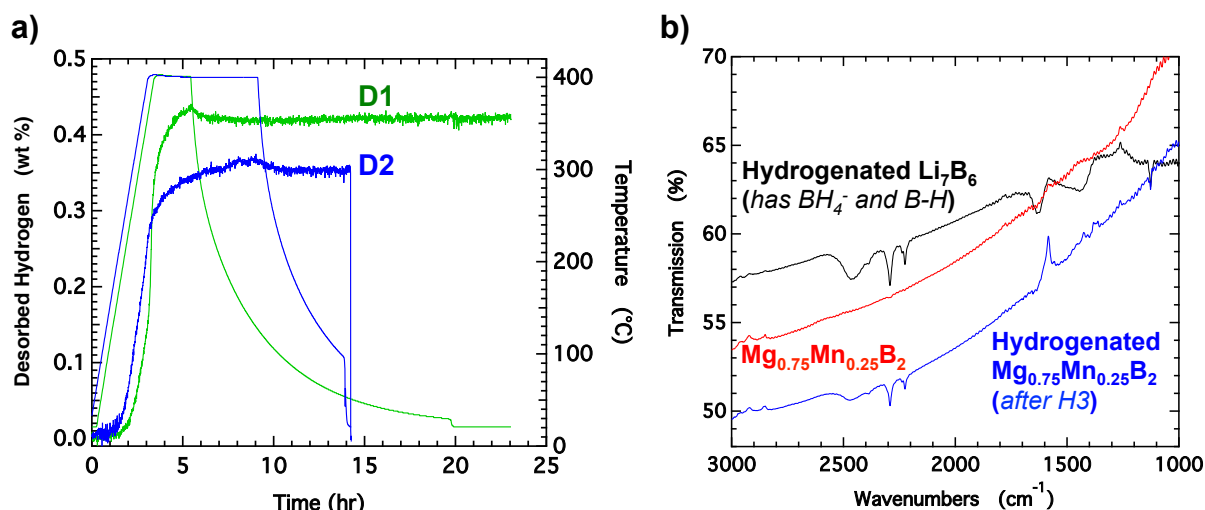 a)
0.5
0.4
0.3
0.2
0.1
0.0
Desorbed Hydrogen (wt %)
D1
D2
400
300
200
100
0
Temperature (°C)
0 5 10 15 20 25
Time (hr)
b)
70
65
60
55
50
Transmission (%)
Hydrogenated Li₇B₆
(has BH₄⁻ and B-H)
Mg₀.₇₅Mn₀.₂₅B₂
Hydrogenated
Mg₀.₇₅Mn₀.₂₅B₂
(after H3)
3000 2500 2000 1500 1000
Wavenumbers (cm⁻¹)